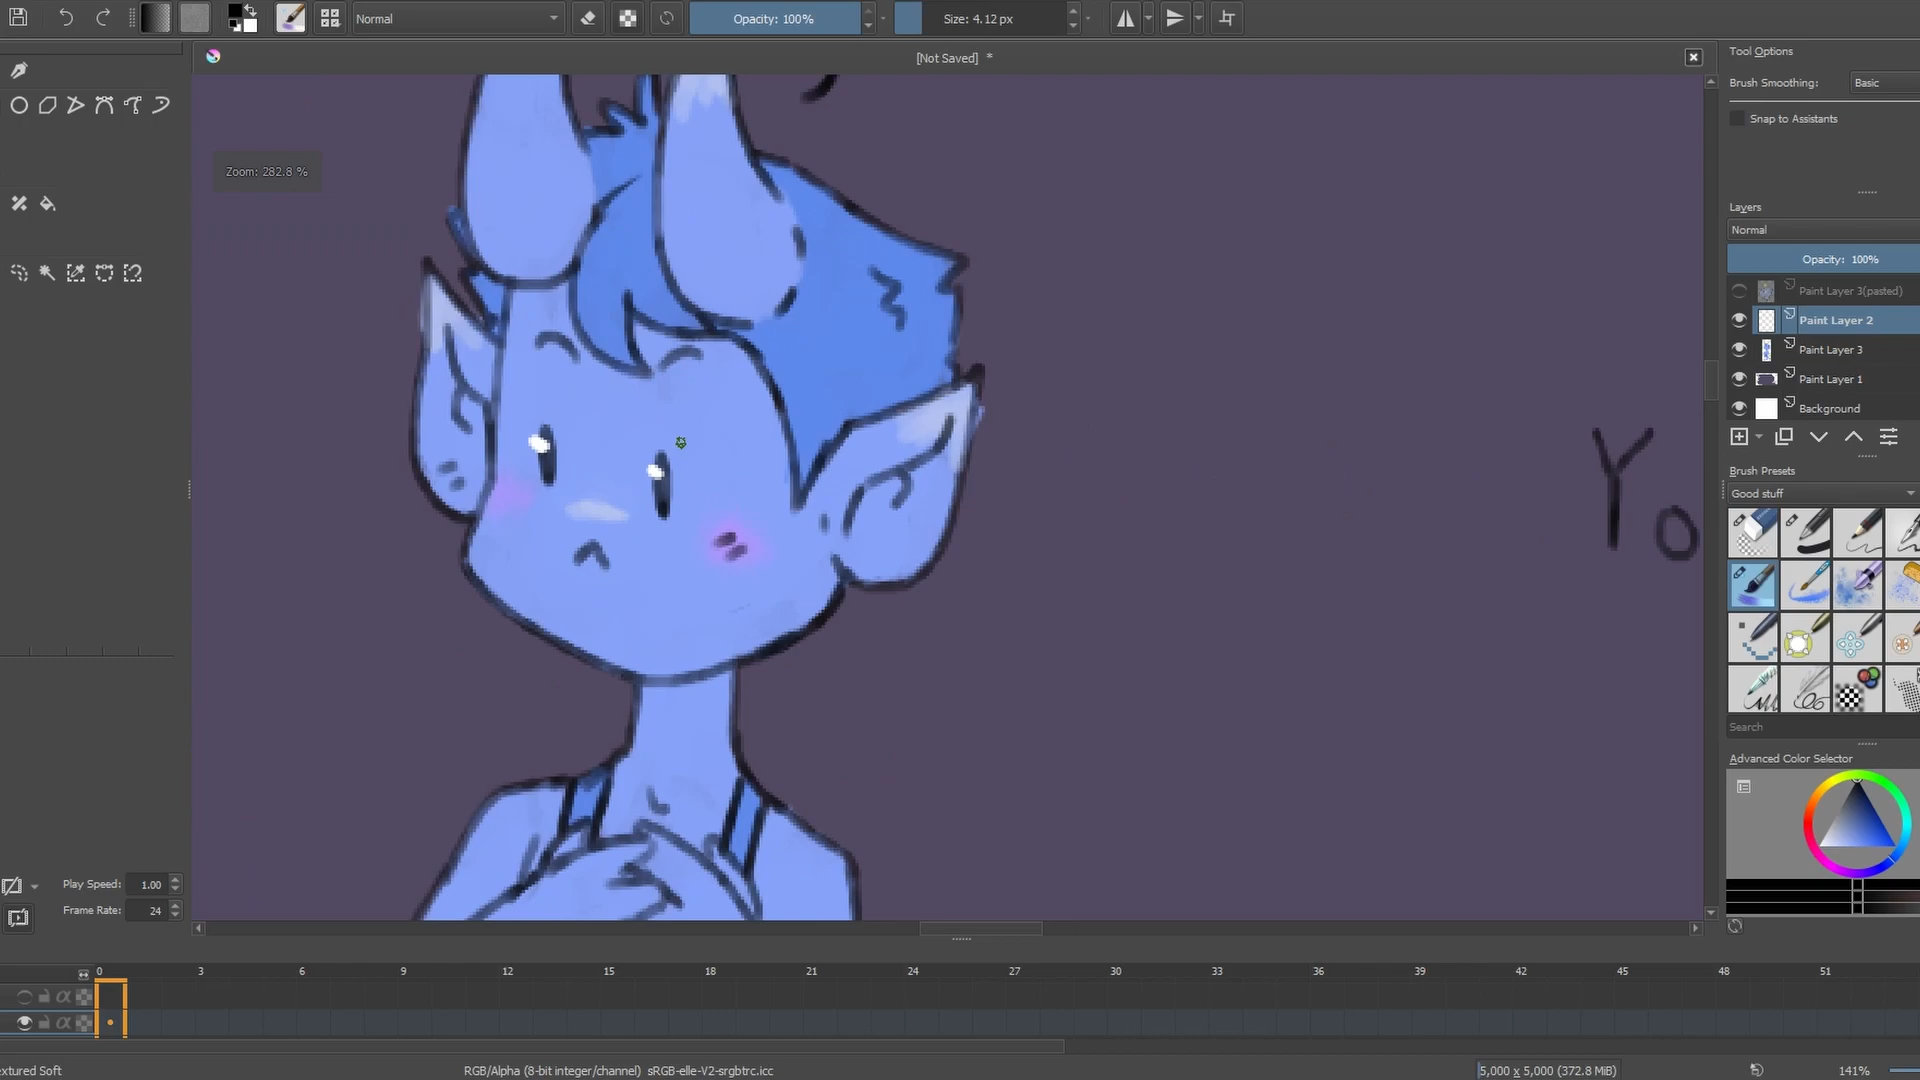 Normal
Opacity: 100%
Size: 4.12 px
[Not Saved] *
Tool Options
Brush Smoothing:
Basic
Snap to Assistants
Zoom: 282.8 %
Layers
Normal
Opacity: 100%
Paint Layer 3(pasted)
Paint Layer 2
Paint Layer 3
Paint Layer 1
Background
Yo
Brush Presets
Good stuff
Search
Advanced Color Selector
Play Speed: 1.00
Frame Rate: 24
0 3 6 9 12 15 18 21 24 27 30 33 36 39 42 45 48 51
extured Soft
RGB/Alpha (8-bit integer/channel) sRGB-elle-V2-srgbtrc.icc
5,000 x 5,000 (372.8 MiB)
141%